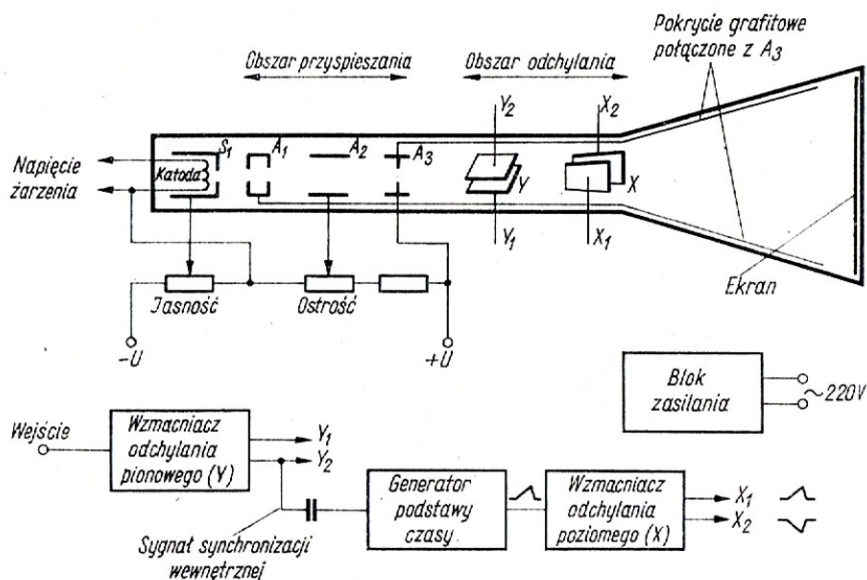 Obszar przyspieszania
Obszar odchylania
Pokrycie grafitowe
połączone z A3
Y2
X2
S1
A1
A2
A3
Napięcie
żarzenia
Katoda
Y
X
Y1
X1
Ekran
Jasność
Ostrość
-U
+U
Blok
zasilania
~220V
Wejście
Wzmacniacz
odchylania
pionowego (Y)
Y1
Y2
Generator
podstawy
czasy
Wzmacniacz
odchylania
poziomego (X)
X1
X2
Sygnał synchronizacji
wewnętrznej